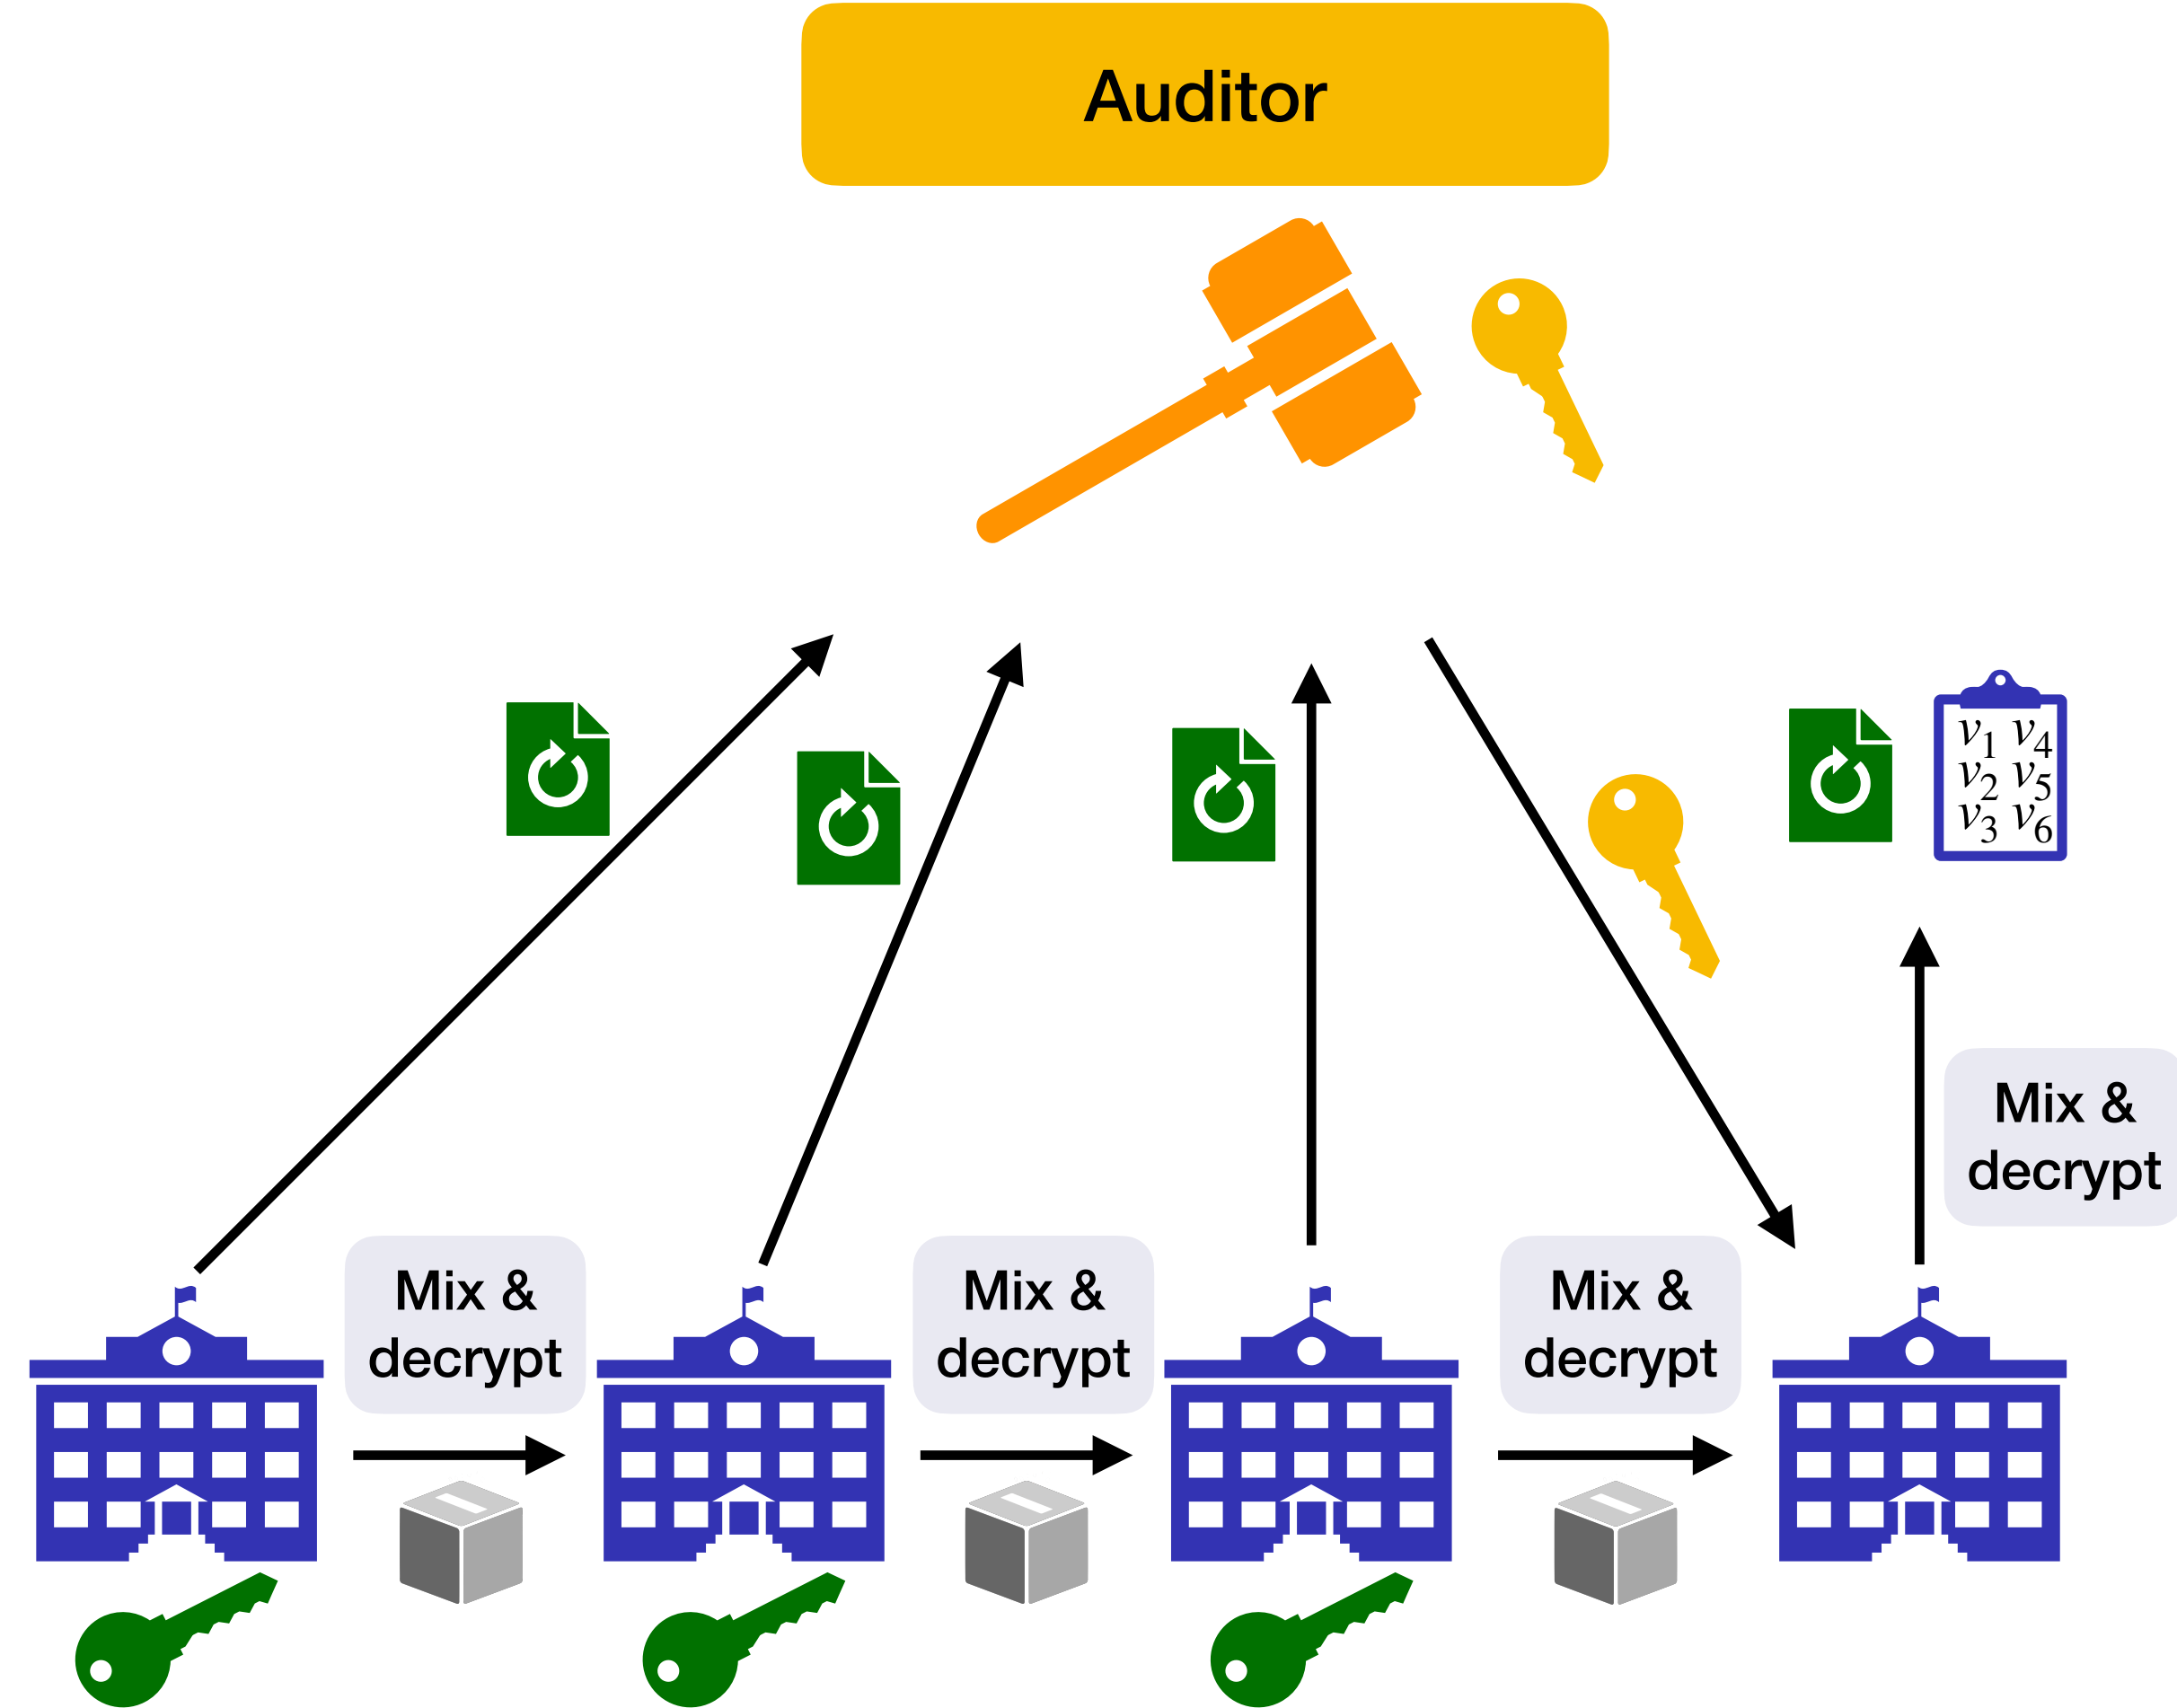 Auditor
v1 v4
v2 v5
v3 v6
Mix &
decrypt
Mix &
decrypt
Mix &
decrypt
Mix &
decrypt